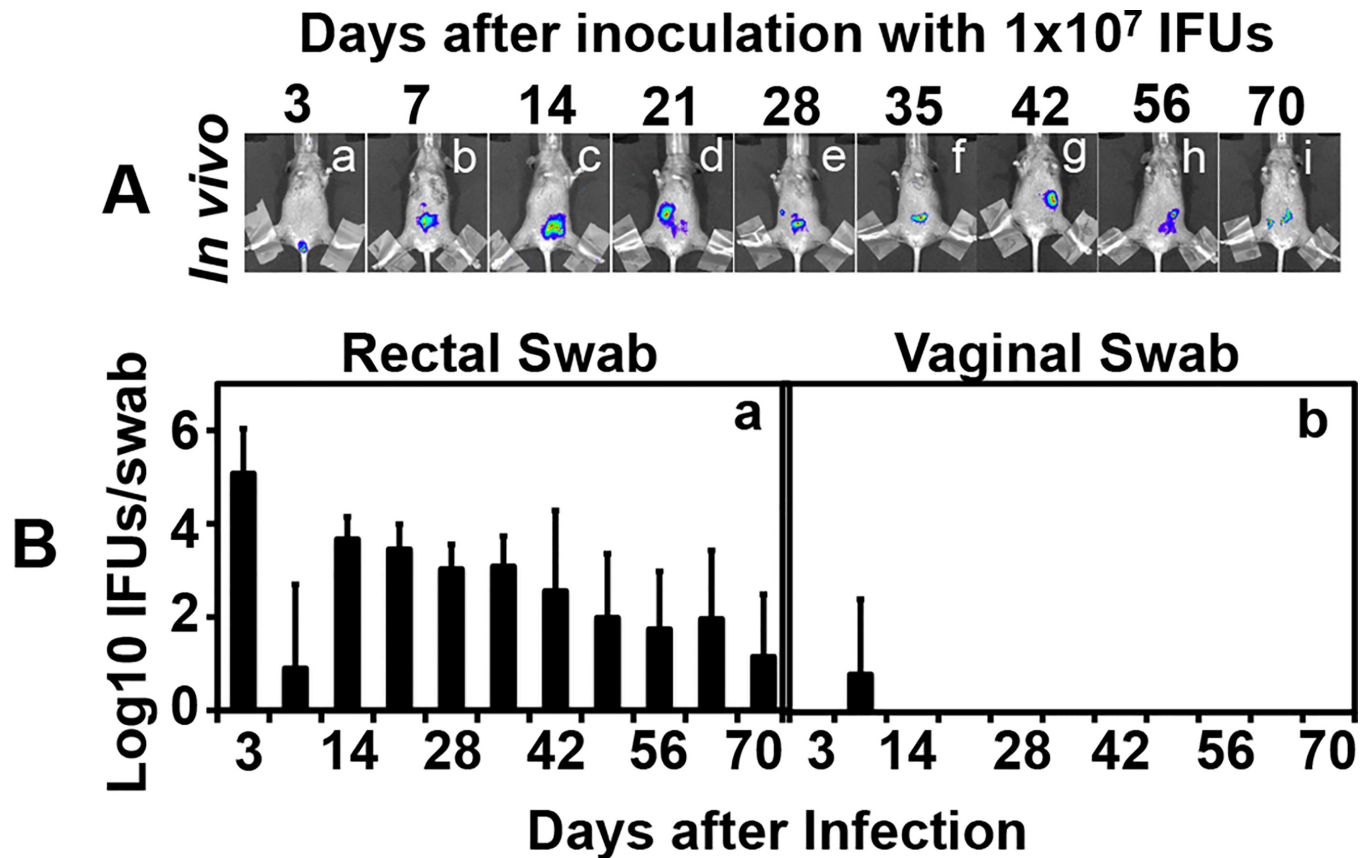 Days after inoculation with 1x10⁷ IFUs
3 7 14 21 28 35 42 56 70
A
In vivo
a b c d e f g h i
Rectal Swab Vaginal Swab
B
Log10 IFUs/swab
a b
6
4
2
0
3 14 28 42 56 70 3 14 28 42 56 70
Days after Infection